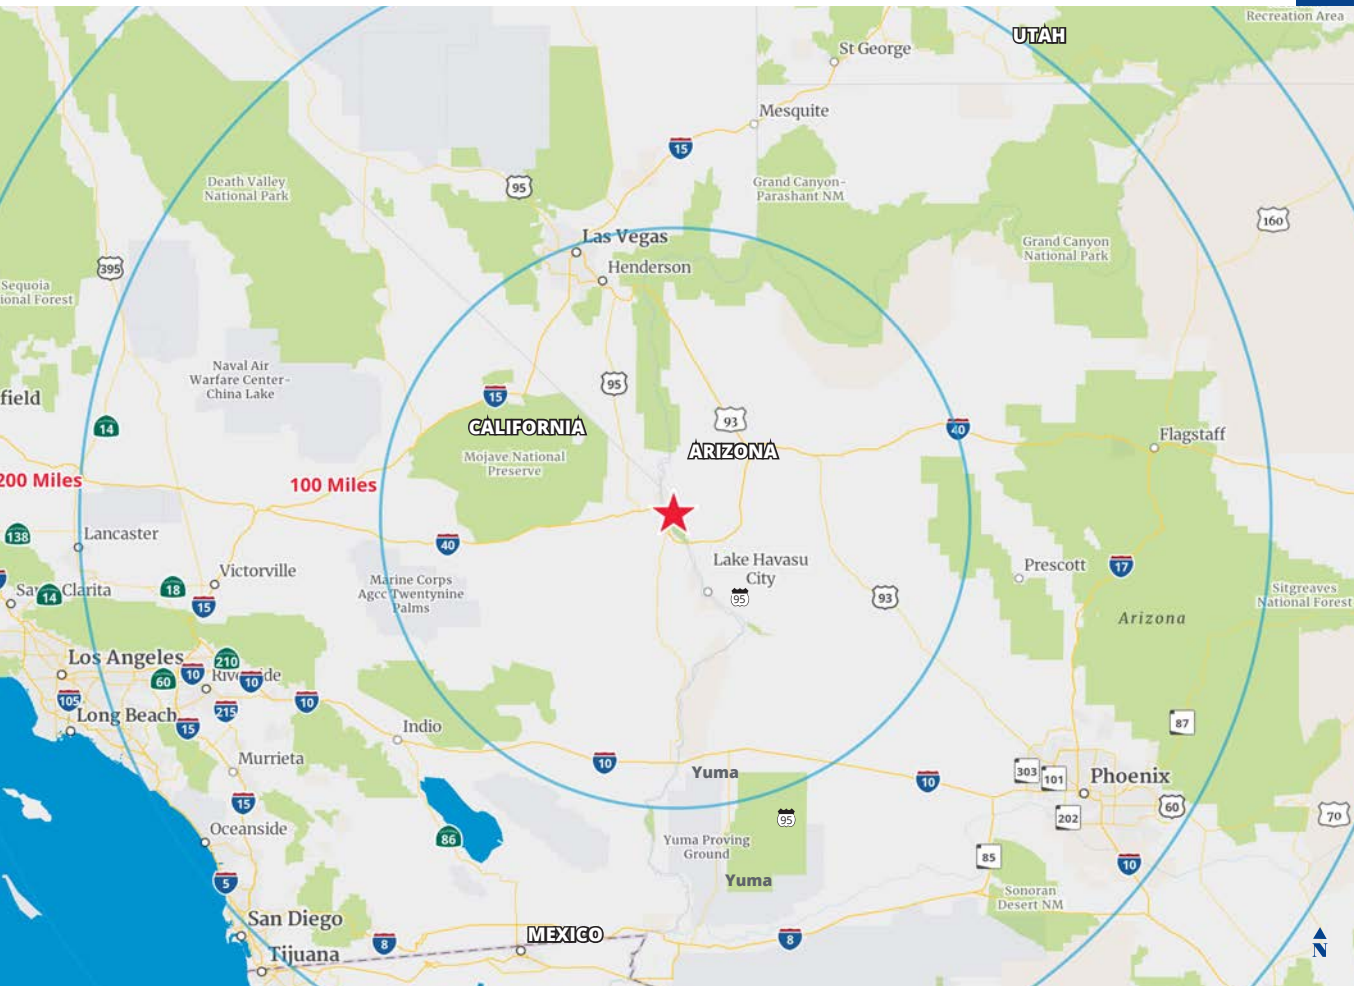 Recreation Area
UTAH
St George
Mesquite
15
Death Valley
National Park
95
Grand Canyon-
Parashant NM
160
Las Vegas
Grand Canyon
National Park
395
Henderson
Sequoia
ional Forest
Naval Air
Warfare Center-
China Lake
95
15
field
14
CALIFORNIA
93
40
Flagstaff
ARIZONA
Mojave National
Preserve
200 Miles
100 Miles
138
Lancaster
40
Lake Havasu
City
Prescott
17
Victorville
Marine Corps
Agcc Twentynine
Palms
14
18
15
95
93
Sitgreaves
National Forest
Arizona
Los Angeles
210
10
60
10
105
215
10
Long Beach
15
87
Indio
Murrieta
10
Yuma
10
303
101
Phoenix
15
60
202
70
95
Oceanside
86
Yuma Proving
Ground
85
10
5
Yuma
Sonoran
Desert NM
San Diego
8
MEXICO
8
Tijuana
N